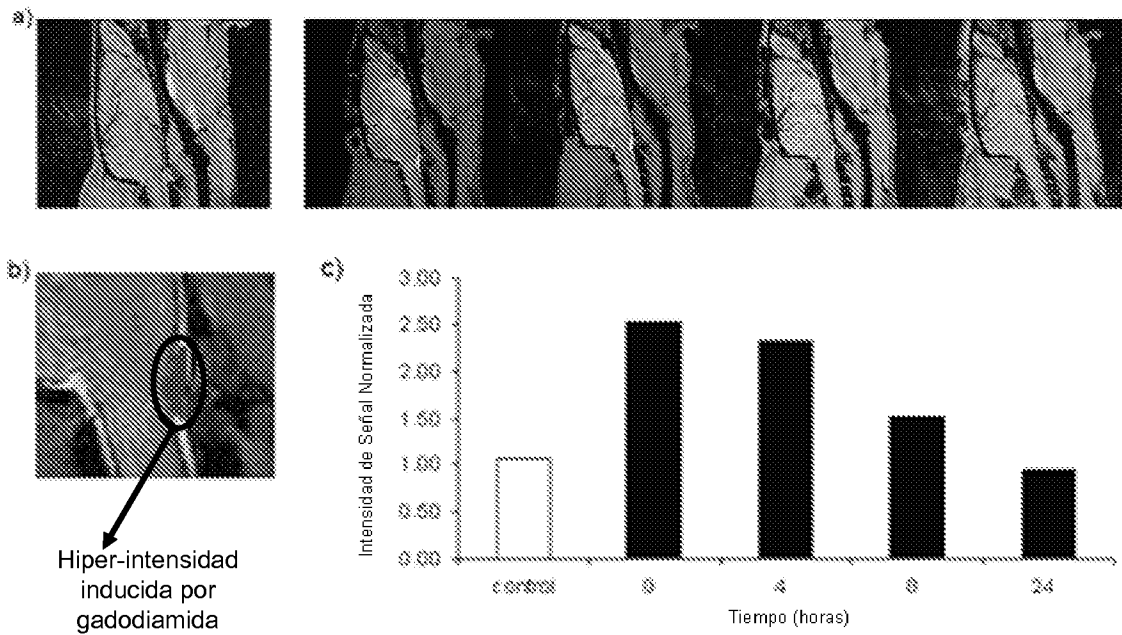 a)
b)
Hiper-intensidad
inducida por
gadodiamida
c)
Intensidad de Señal Normalizada
3.00
2.50
2.00
1.50
1.00
0.50
0.00
control 0 4 8 24
Tiempo (horas)